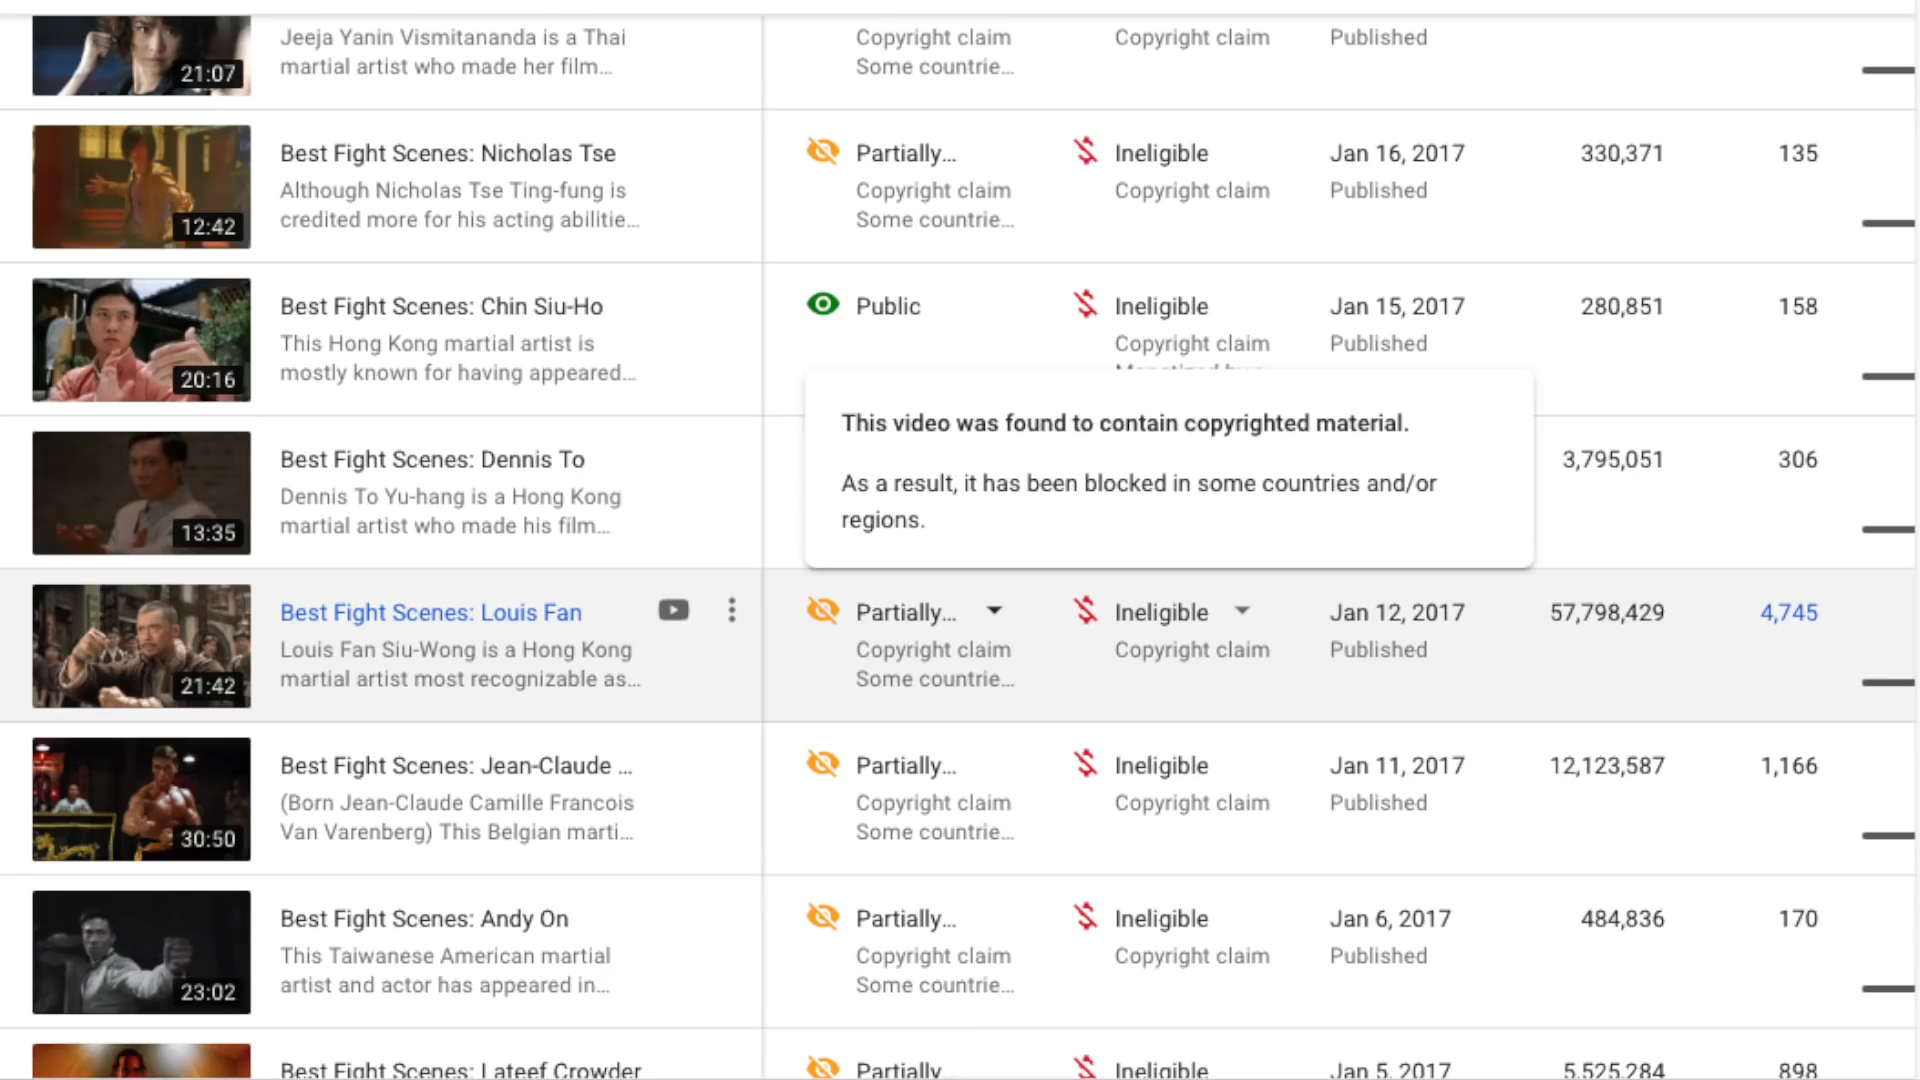 Jeeja Yanin Vismitananda is a Thai
martial artist who made her film...
21:07
Copyright claim
Some countrie...
Copyright claim
Published
Best Fight Scenes: Nicholas Tse
Although Nicholas Tse Ting-fung is
credited more for his acting abilitie...
12:42
Partially...
Copyright claim
Some countrie...
Ineligible
Copyright claim
Jan 16, 2017
Published
330,371
135
Best Fight Scenes: Chin Siu-Ho
This Hong Kong martial artist is
mostly known for having appeared...
20:16
Public
Ineligible
Copyright claim
Jan 15, 2017
Published
280,851
158
This video was found to contain copyrighted material.
As a result, it has been blocked in some countries and/or
regions.
Best Fight Scenes: Dennis To
Dennis To Yu-hang is a Hong Kong
martial artist who made his film...
13:35
3,795,051
306
Best Fight Scenes: Louis Fan
Louis Fan Siu-Wong is a Hong Kong
martial artist most recognizable as...
21:42
Partially...
Copyright claim
Some countrie...
Ineligible
Copyright claim
Jan 12, 2017
Published
57,798,429
4,745
Best Fight Scenes: Jean-Claude ...
(Born Jean-Claude Camille Francois
Van Varenberg) This Belgian marti...
30:50
Partially...
Copyright claim
Some countrie...
Ineligible
Copyright claim
Jan 11, 2017
Published
12,123,587
1,166
Best Fight Scenes: Andy On
This Taiwanese American martial
artist and actor has appeared in...
23:02
Partially...
Copyright claim
Some countrie...
Ineligible
Copyright claim
Jan 6, 2017
Published
484,836
170
Best Fight Scenes: Lateef Crowder
Partially...
Ineligible
Jan 5, 2017
5,525,284
898